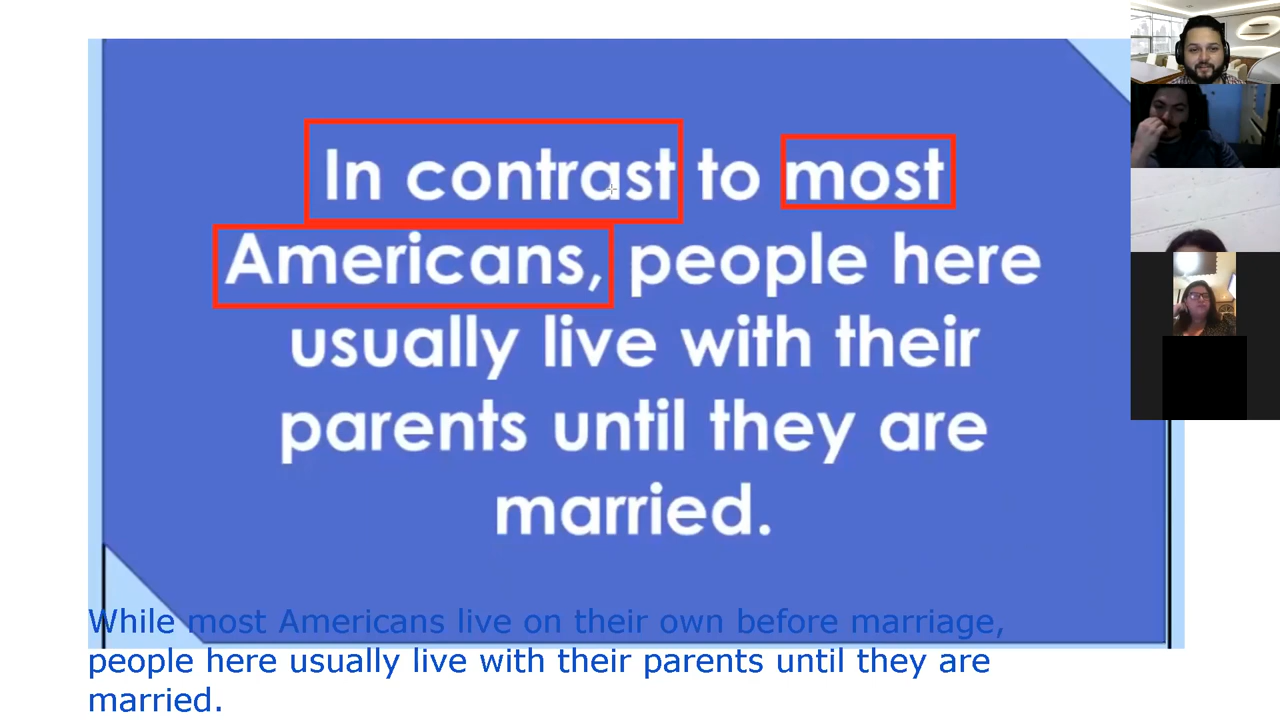 In contrast to most
Americans, people here
usually live with their
parents until they are
married.
While most Americans live on their own before marriage,
people here usually live with their parents until they are
married.